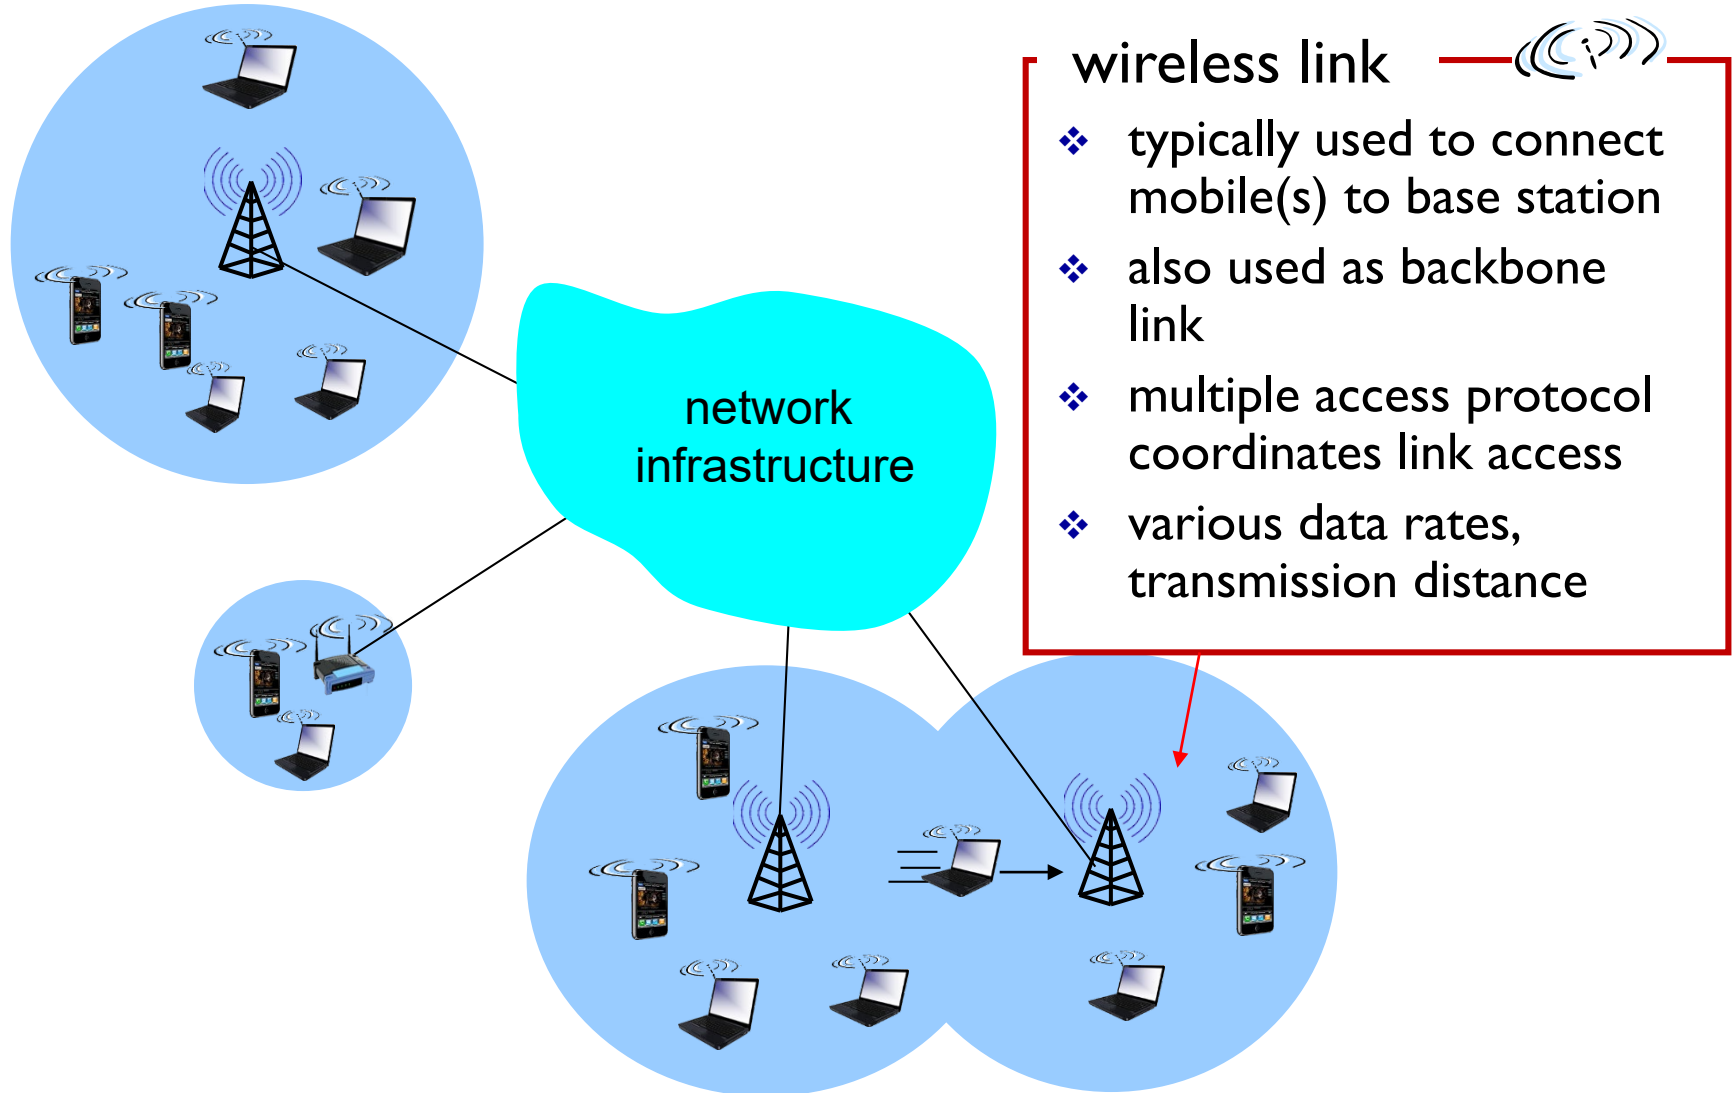 wireless link
❖ typically used to connect
mobile(s) to base station
❖ also used as backbone
link
❖ multiple access protocol
coordinates link access
❖ various data rates,
transmission distance
network
infrastructure